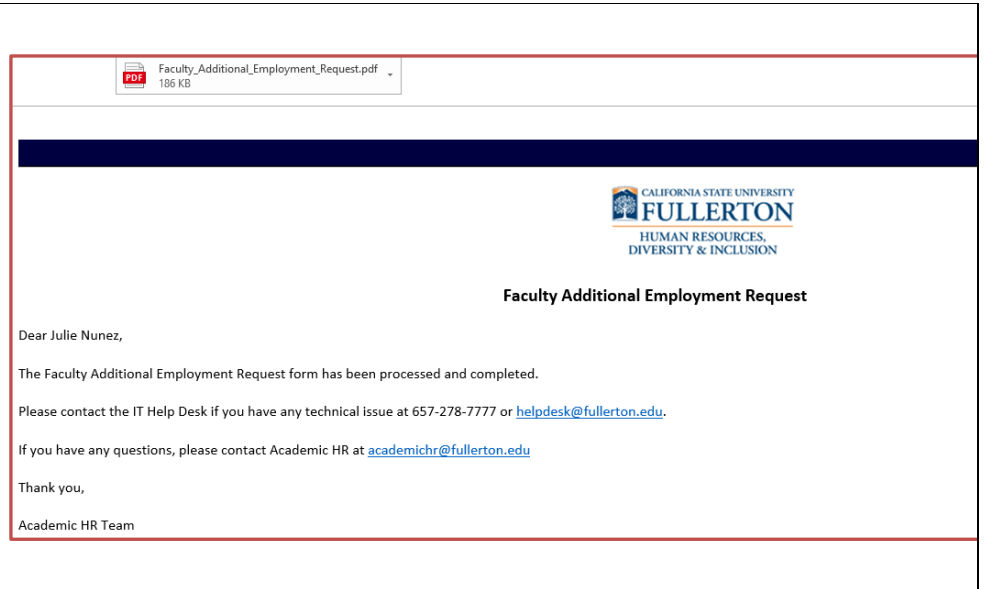 PDF
Faculty_Additional_Employment_Request.pdf
186 KB
CALIFORNIA STATE UNIVERSITY
FULLERTON
HUMAN RESOURCES,
DIVERSITY & INCLUSION
Faculty Additional Employment Request
Dear Julie Nunez,
The Faculty Additional Employment Request form has been processed and completed.
Please contact the IT Help Desk if you have any technical issue at 657-278-7777 or helpdesk@fullerton.edu.
If you have any questions, please contact Academic HR at academichr@fullerton.edu
Thank you,
Academic HR Team